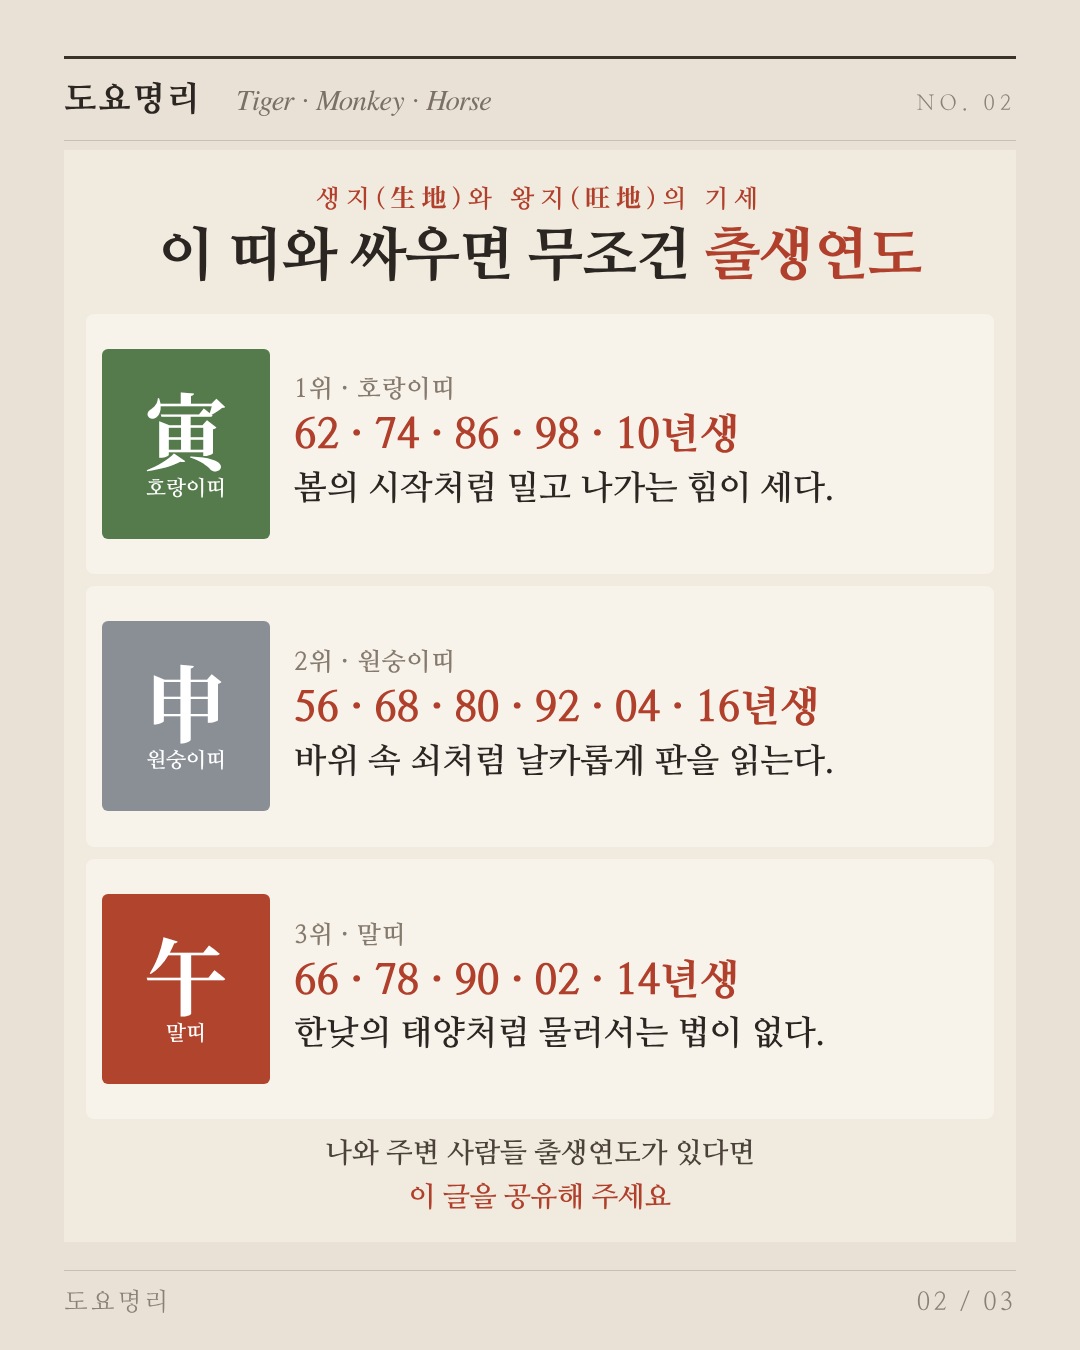 도요명리 Tiger · Monkey · Horse NO. 02
생지(生地)와 왕지(旺地)의 기세
이 띠와 싸우면 무조건 출생연도
寅
호랑이띠
1위 · 호랑이띠
62 · 74 · 86 · 98 · 10년생
봄의 시작처럼 밀고 나가는 힘이 세다.
申
원숭이띠
2위 · 원숭이띠
56 · 68 · 80 · 92 · 04 · 16년생
바위 속 쇠처럼 날카롭게 판을 읽는다.
午
말띠
3위 · 말띠
66 · 78 · 90 · 02 · 14년생
한낮의 태양처럼 물러서는 법이 없다.
나와 주변 사람들 출생연도가 있다면
이 글을 공유해 주세요
도요명리 02 / 03